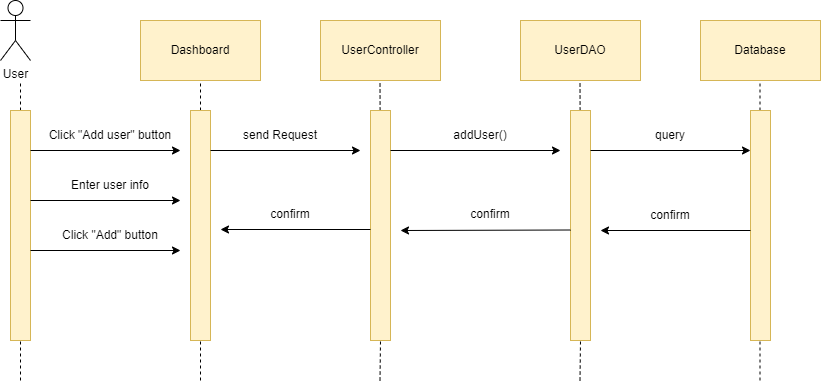 User
Dashboard
UserController
UserDAO
Database
Click "Add user" button
send Request
addUser()
query
Enter user info
confirm
confirm
confirm
Click "Add" button